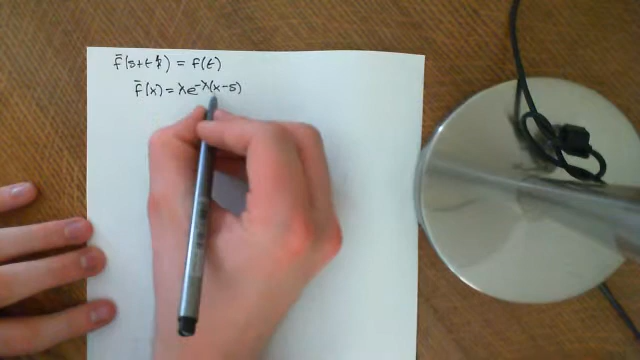 f̄(s+t) = f(t)
f̄(x) = λe^{-λ(x-s)}